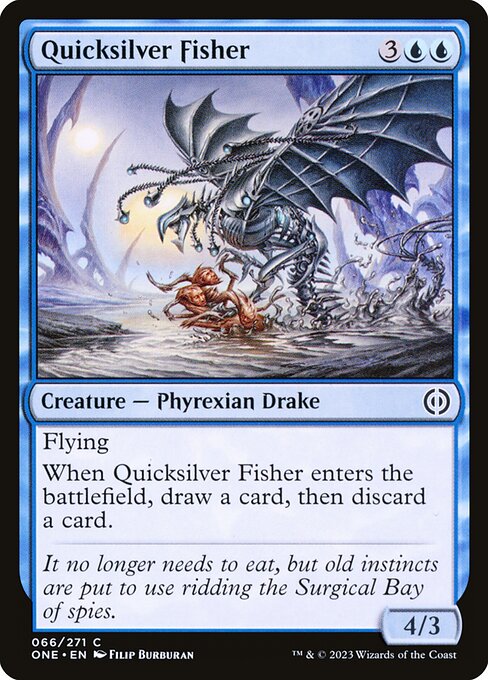 Quicksilver Fisher 3
Creature — Phyrexian Drake
Flying
When Quicksilver Fisher enters the
battlefield, draw a card, then discard
a card.
It no longer needs to eat, but old instincts
are put to use ridding the Surgical Bay
of spies.
4/3
066/271 C
ONE • EN Filip Burburan
™ & © 2023 Wizards of the Coast